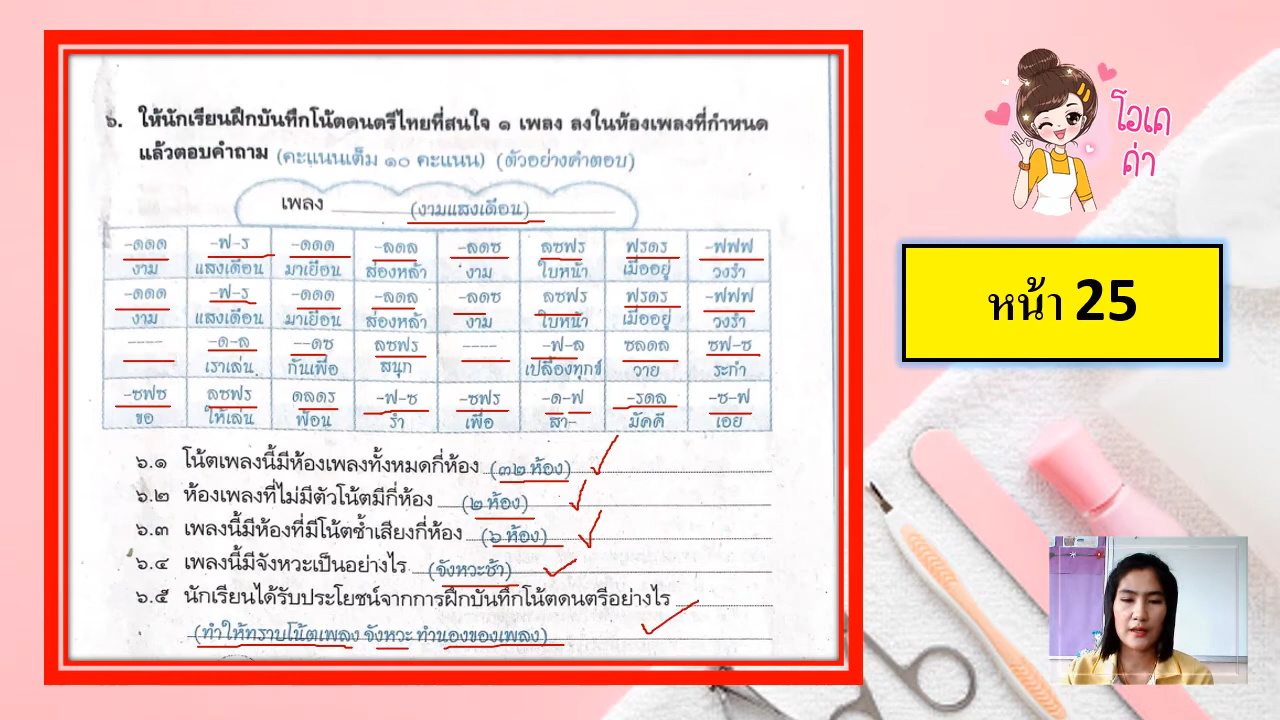 ๖. ให้นักเรียนฝึกบันทึกโน้ตดนตรีไทยที่สนใจ ๑ เพลง ลงในห้องเพลงที่กำหนด
แล้วตอบคำถาม (คะแนนเต็ม ๑๐ คะแนน) (ตัวอย่างคำตอบ)
เพลง (งามแสงเดือน)
-ดดด -ฟ-ร -ดดด -ลดล -ลดซ ลซฟร ฟรดร -ฟฟฟ
งาม แสงเดือน มาเยือน ส่องหล้า งาม ใบหน้า เมื่ออยู่ วงรำ
-ดดด -ฟ-ร -ดดด -ลดล -ลดซ ลซฟร ฟรดร -ฟฟฟ
งาม แสงเดือน มาเยือน ส่องหล้า งาม ใบหน้า เมื่ออยู่ วงรำ
---- -ด-ล --ดซ ลซฟร ---- -ฟ-ล ซลดล ซฟ-ซ
เราเล่น กันเพื่อ สนุก เปลื้องทุกข์ วาย ระกำ
-ซฟซ ลซฟร ดลดร -ฟ-ซ -ซฟร -ด-ฟ -รดล -ซ-ฟ
ขอ ให้เล่น ฟ้อน รำ เพื่อ สา- มัคคี เอย
๖.๑ โน้ตเพลงนี้มีห้องเพลงทั้งหมดกี่ห้อง (๓๒ ห้อง)
๖.๒ ห้องเพลงที่ไม่มีตัวโน้ตมีกี่ห้อง (๒ ห้อง)
๖.๓ เพลงนี้มีห้องที่มีโน้ตซ้ำเสียงกี่ห้อง (๖ ห้อง)
๖.๔ เพลงนี้มีจังหวะเป็นอย่างไร (จังหวะช้า)
๖.๕ นักเรียนได้รับประโยชน์จากการฝึกบันทึกโน้ตดนตรีอย่างไร
(ทำให้ทราบโน้ตเพลง จังหวะ ทำนองของเพลง)
โอเค
ค่า
หน้า 25